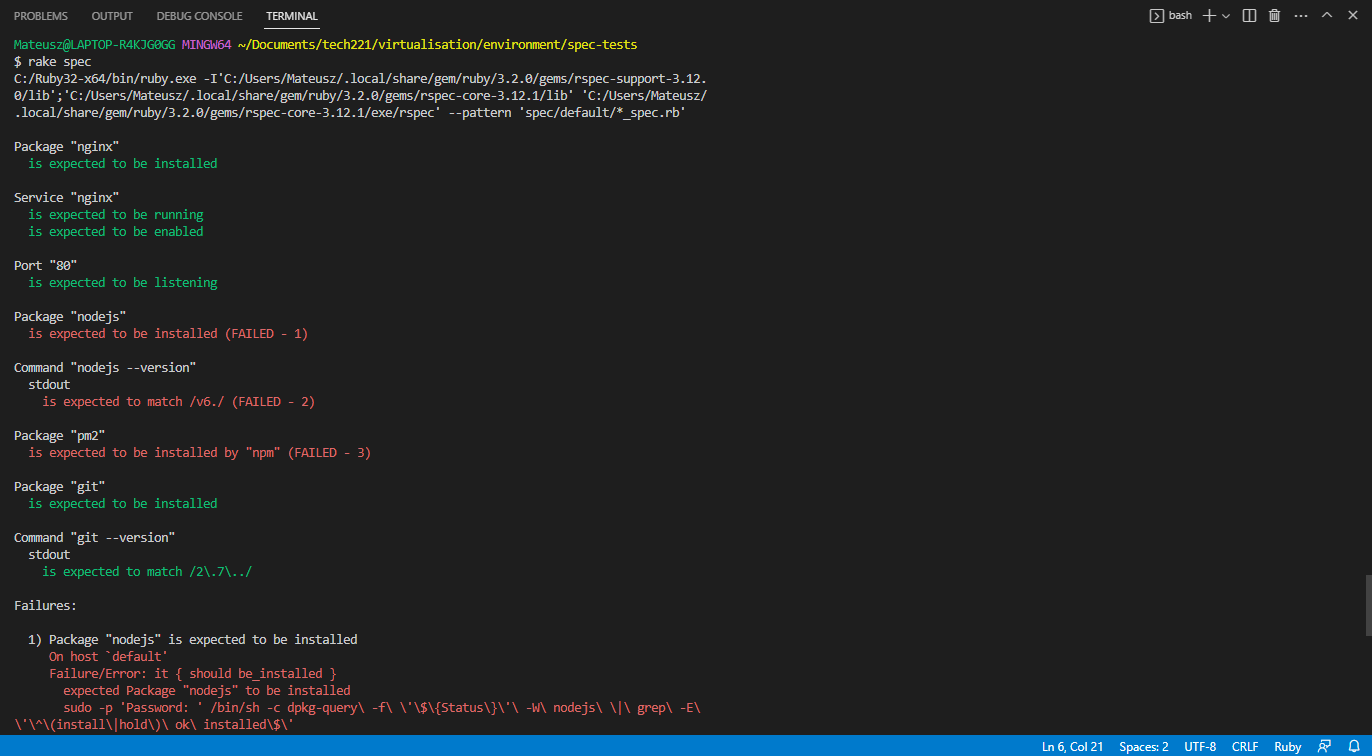 PROBLEMS OUTPUT DEBUG CONSOLE TERMINAL bash
Mateusz@LAPTOP-R4KJG0GG MINGW64 ~/Documents/tech221/virtualisation/environment/spec-tests
$ rake spec
C:/Ruby32-x64/bin/ruby.exe -I'C:/Users/Mateusz/.local/share/gem/ruby/3.2.0/gems/rspec-support-3.12.
0/lib';'C:/Users/Mateusz/.local/share/gem/ruby/3.2.0/gems/rspec-core-3.12.1/lib' 'C:/Users/Mateusz/
.local/share/gem/ruby/3.2.0/gems/rspec-core-3.12.1/exe/rspec' --pattern 'spec/default/*_spec.rb'
Package "nginx"
is expected to be installed
Service "nginx"
is expected to be running
is expected to be enabled
Port "80"
is expected to be listening
Package "nodejs"
is expected to be installed (FAILED - 1)
Command "nodejs --version"
stdout
is expected to match /v6./ (FAILED - 2)
Package "pm2"
is expected to be installed by "npm" (FAILED - 3)
Package "git"
is expected to be installed
Command "git --version"
stdout
is expected to match /2\.7\../
Failures:
1) Package "nodejs" is expected to be installed
On host `default'
Failure/Error: it { should be_installed }
expected Package "nodejs" to be installed
sudo -p 'Password: ' /bin/sh -c dpkg-query\ -f\ \'\$\{Status\}\'\ -W\ nodejs\ \|\ grep\ -E\
\'\^\(install\|hold\)\ ok\ installed\$\'
Ln 6, Col 21 Spaces: 2 UTF-8 CRLF Ruby